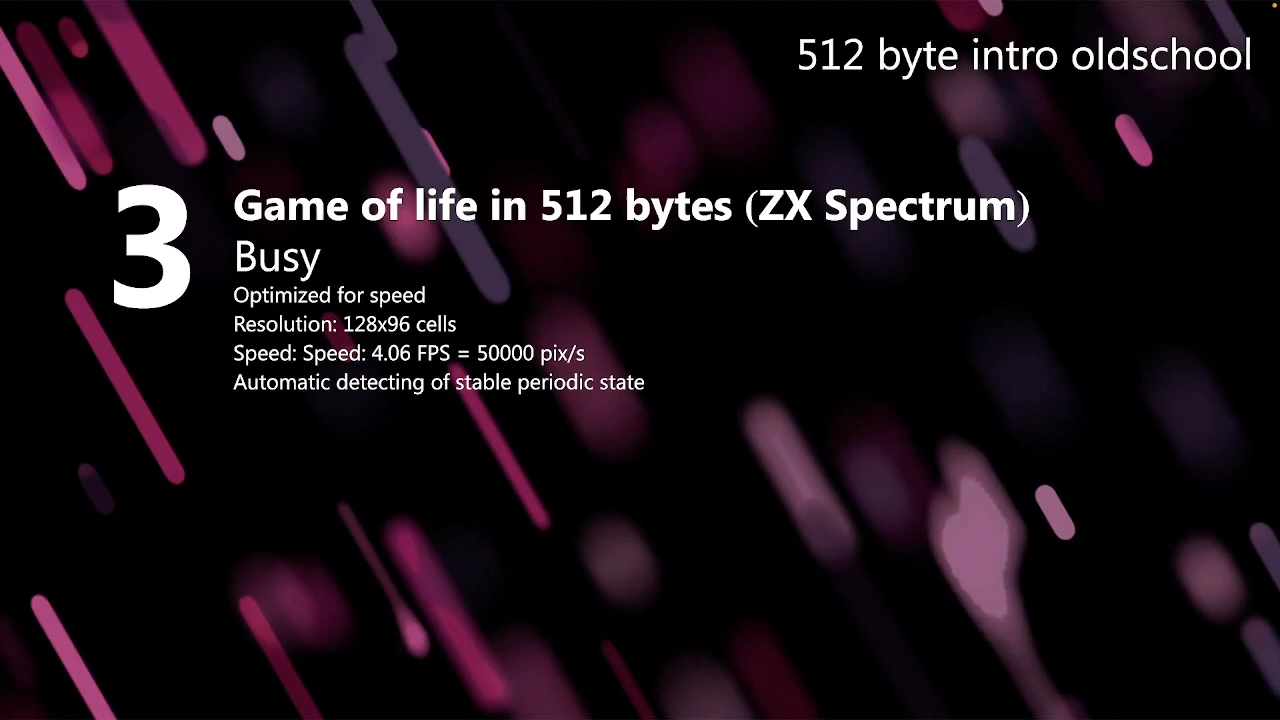 512 byte intro oldschool
3
Game of life in 512 bytes (ZX Spectrum)
Busy
Optimized for speed
Resolution: 128x96 cells
Speed: Speed: 4.06 FPS = 50000 pix/s
Automatic detecting of stable periodic state